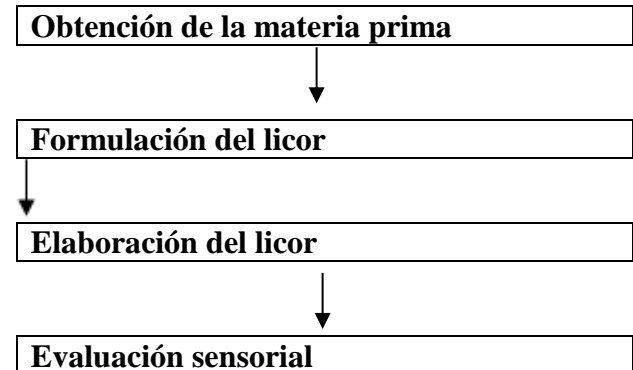 Obtención de la materia prima
Formulación del licor
Elaboración del licor
Evaluación sensorial